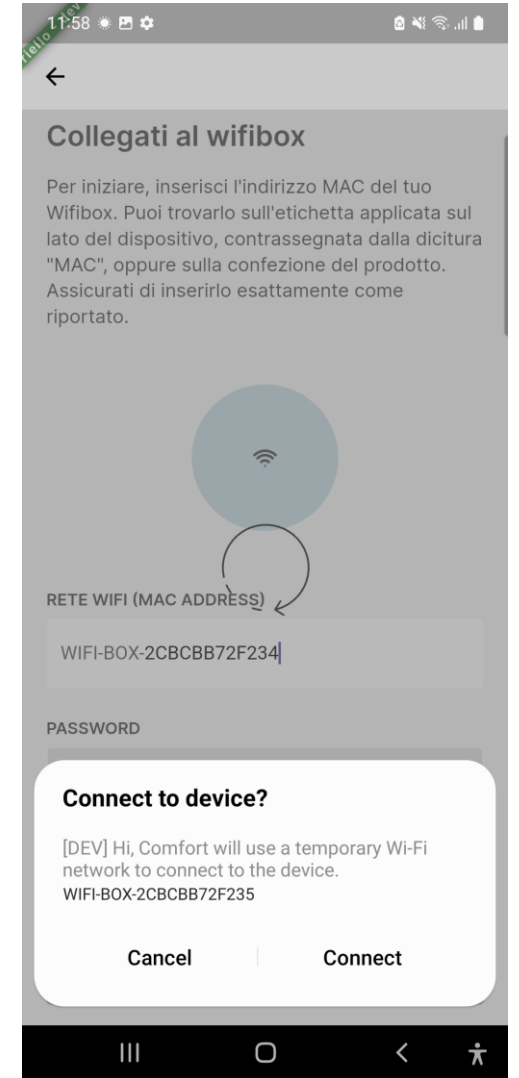 11:58
riello dev
Collegati al wifibox
Per iniziare, inserisci l'indirizzo MAC del tuo
Wifibox. Puoi trovarlo sull'etichetta applicata sul
lato del dispositivo, contrassegnata dalla dicitura
"MAC", oppure sulla confezione del prodotto.
Assicurati di inserirlo esattamente come
riportato.
RETE WIFI (MAC ADDRESS)
WIFI-BOX-2CBCBB72F234
PASSWORD
Connect to device?
[DEV] Hi, Comfort will use a temporary Wi-Fi
network to connect to the device.
WIFI-BOX-2CBCBB72F235
Cancel
Connect